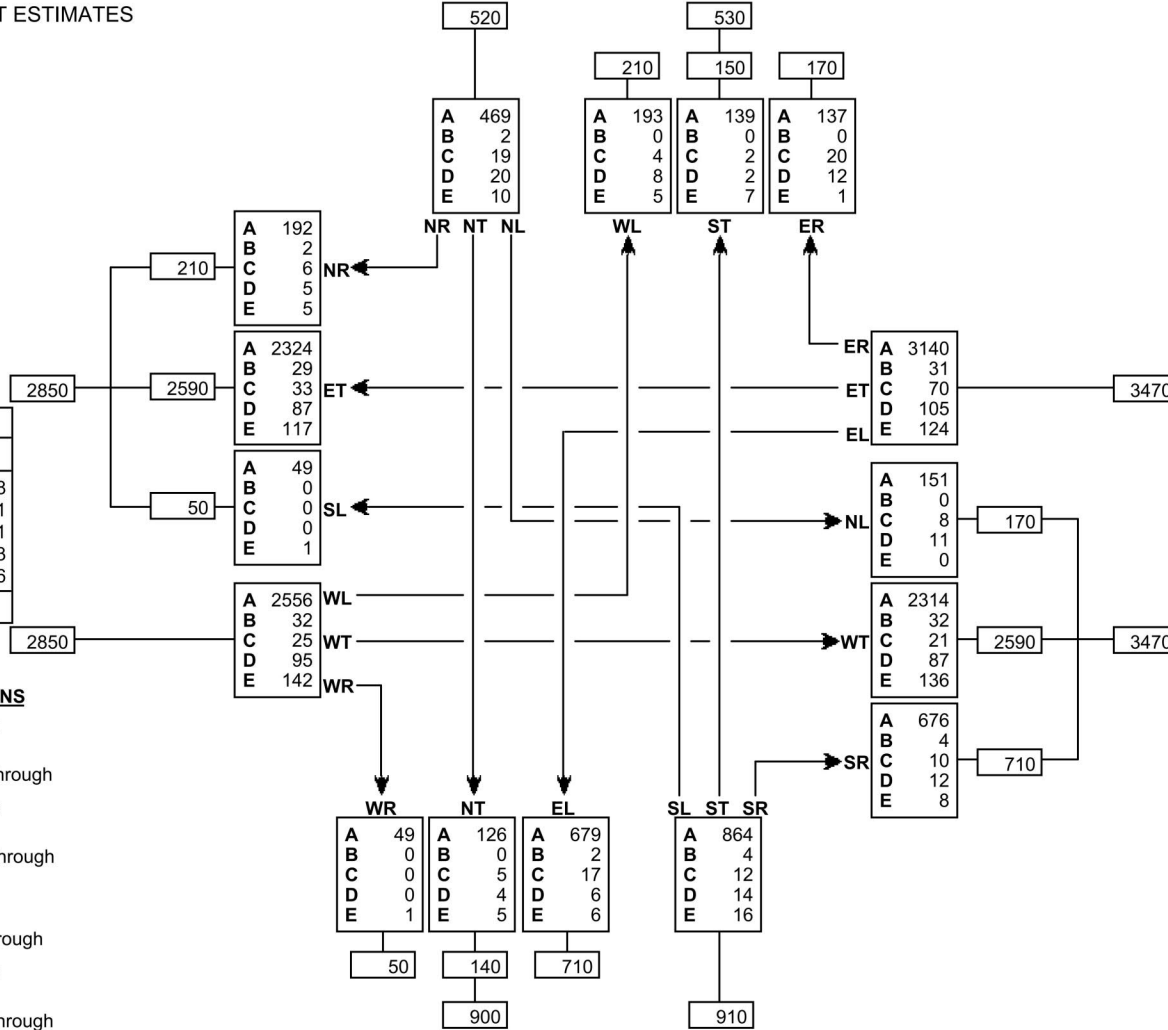 T ESTIMATES
520
530
210
150
170
A 469
B 2
C 19
D 20
E 10
A 193
B 0
C 4
D 8
E 5
A 139
B 0
C 2
D 2
E 7
A 137
B 0
C 20
D 12
E 1
NR NT NL
WL
ST
ER
210
A 192
B 2
C 6
D 5
E 5
NR
2850
2590
A 2324
B 29
C 33
D 87
E 117
ET
ER
ET
EL
A 3140
B 31
C 70
D 105
E 124
3470
50
A 49
B 0
C 0
D 0
E 1
SL
NL
A 151
B 0
C 8
D 11
E 0
170
3
1
1
3
6
2850
A 2556
B 32
C 25
D 95
E 142
WL
WT
WR
WT
A 2314
B 32
C 21
D 87
E 136
2590
3470
SR
A 676
B 4
C 10
D 12
E 8
710
NS
hrough
hrough
rough
hrough
WR
NT
EL
SL ST SR
A 49
B 0
C 0
D 0
E 1
A 126
B 0
C 5
D 4
E 5
A 679
B 2
C 17
D 6
E 6
A 864
B 4
C 12
D 14
E 16
50
140
710
900
910